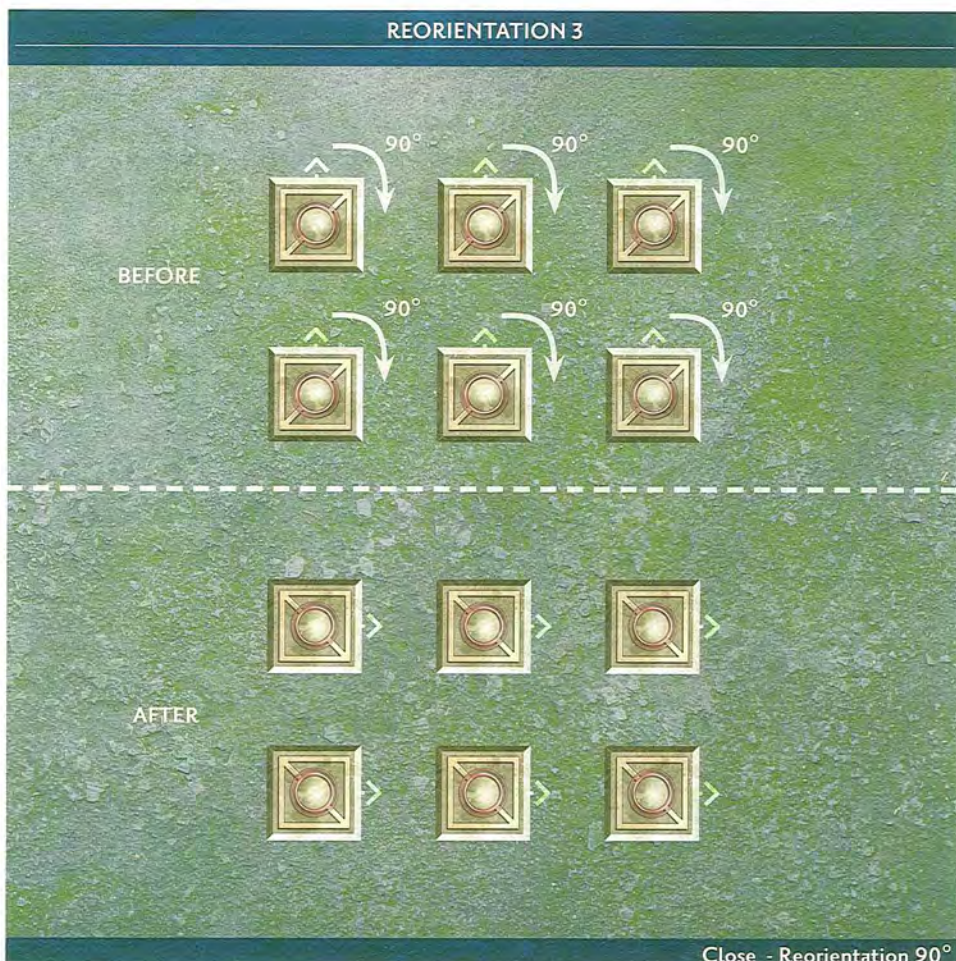 REORIENTATION 3
90° 90° 90°
BEFORE
90° 90° 90°
AFTER
Close - Reorientation 90°